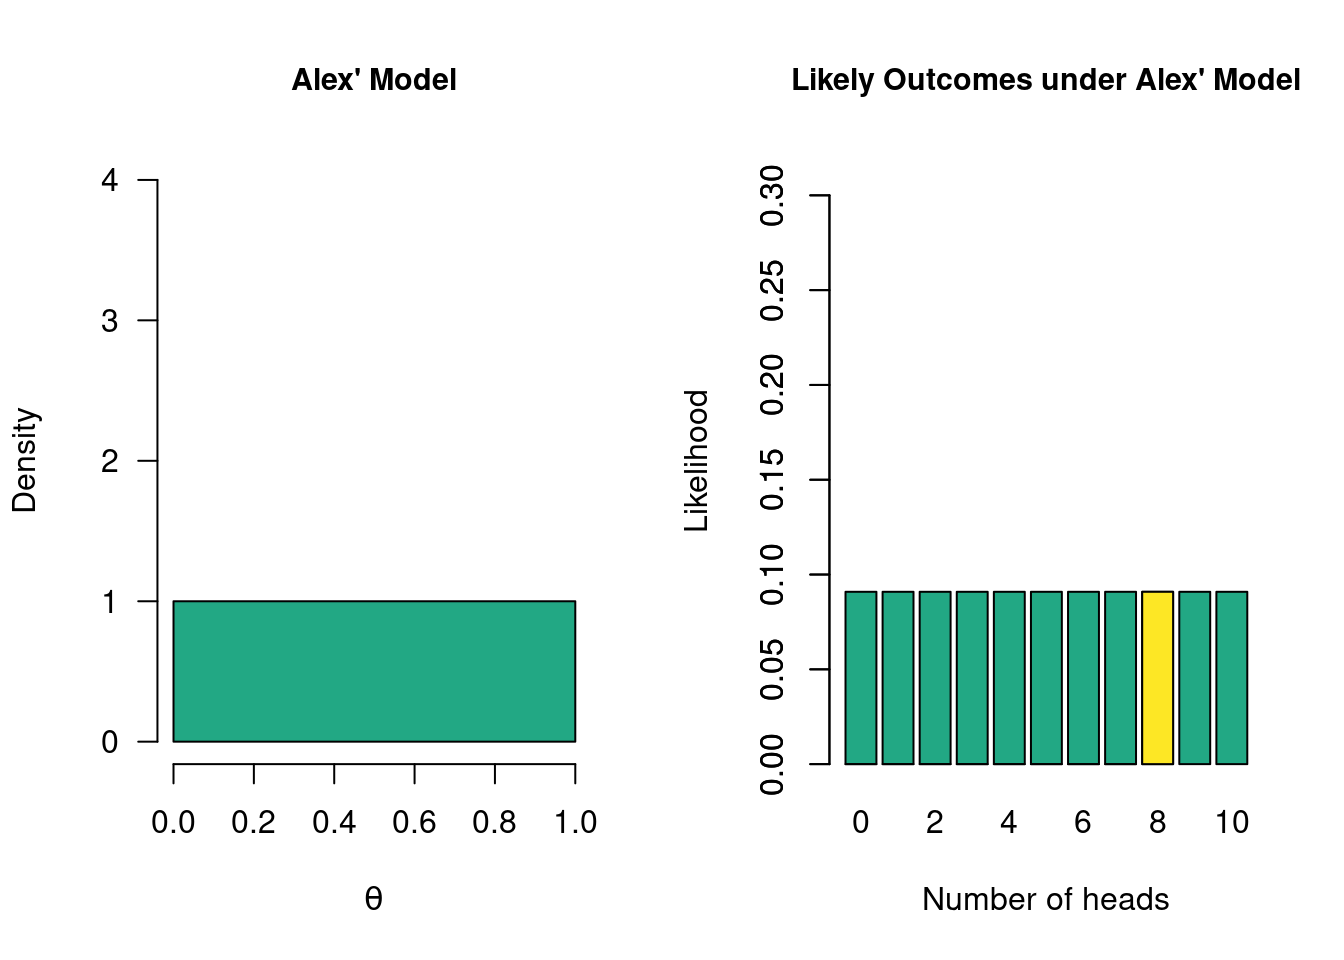 Alex' Model
Density
4
3
2
1
0
0.0 0.2 0.4 0.6 0.8 1.0
θ
Likely Outcomes under Alex' Model
Likelihood
0.30
0.25
0.20
0.15
0.10
0.05
0.00
0 2 4 6 8 10
Number of heads